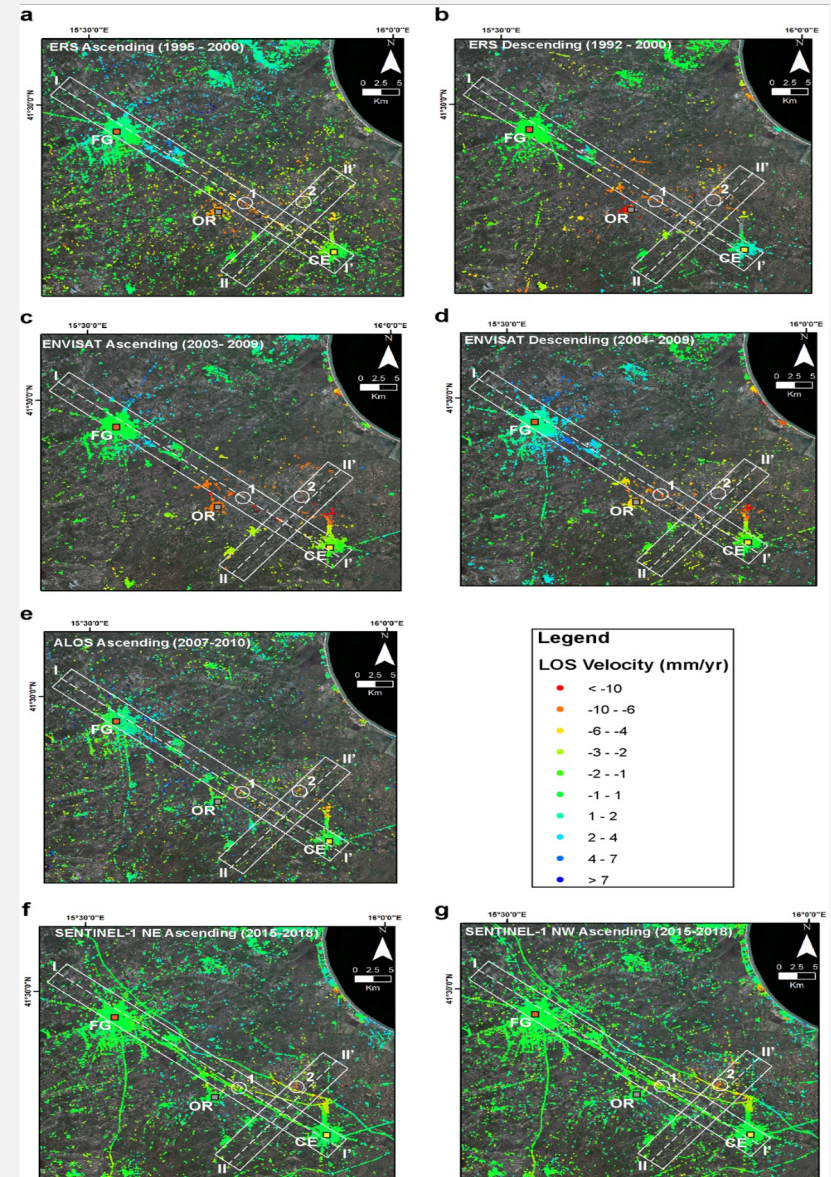 a
15°30'0"E
16°0'0"E
41°30'0"N
ERS Ascending (1995 - 2000)
N
0 2.5 5
Km
I
FG
II'
1
2
OR
CE
I'
II
b
15°30'0"E
16°0'0"E
41°30'0"N
ERS Descending (1992 - 2000)
N
0 2.5 5
Km
I
FG
II'
1
2
OR
CE
I'
II
c
15°30'0"E
16°0'0"E
41°30'0"N
ENVISAT Ascending (2003- 2009)
N
0 2.5 5
Km
I
FG
II'
1
2
OR
CE
I'
II
d
15°30'0"E
16°0'0"E
41°30'0"N
ENVISAT Descending (2004- 2009)
N
0 2.5 5
Km
I
FG
II'
1
2
OR
CE
I'
II
e
15°30'0"E
16°0'0"E
41°30'0"N
ALOS Ascending (2007-2010)
N
0 2.5 5
Km
I
FG
II'
1
2
OR
CE
I'
II
Legend
LOS Velocity (mm/yr)
< -10
-10 - -6
-6 - -4
-3 - -2
-2 - -1
-1 - 1
1 - 2
2 - 4
4 - 7
> 7
f
15°30'0"E
16°0'0"E
41°30'0"N
SENTINEL-1 NE Ascending (2015-2018)
N
0 2.5 5
Km
I
FG
II'
1
2
OR
CE
I'
II
g
15°30'0"E
16°0'0"E
41°30'0"N
SENTINEL-1 NW Ascending (2015-2018)
N
0 2.5 5
Km
I
FG
II'
1
2
OR
CE
I'
II